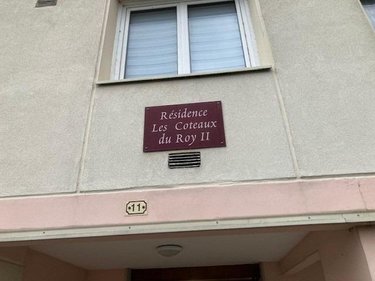 Résidence
Les Coteaux
du Roy II
11